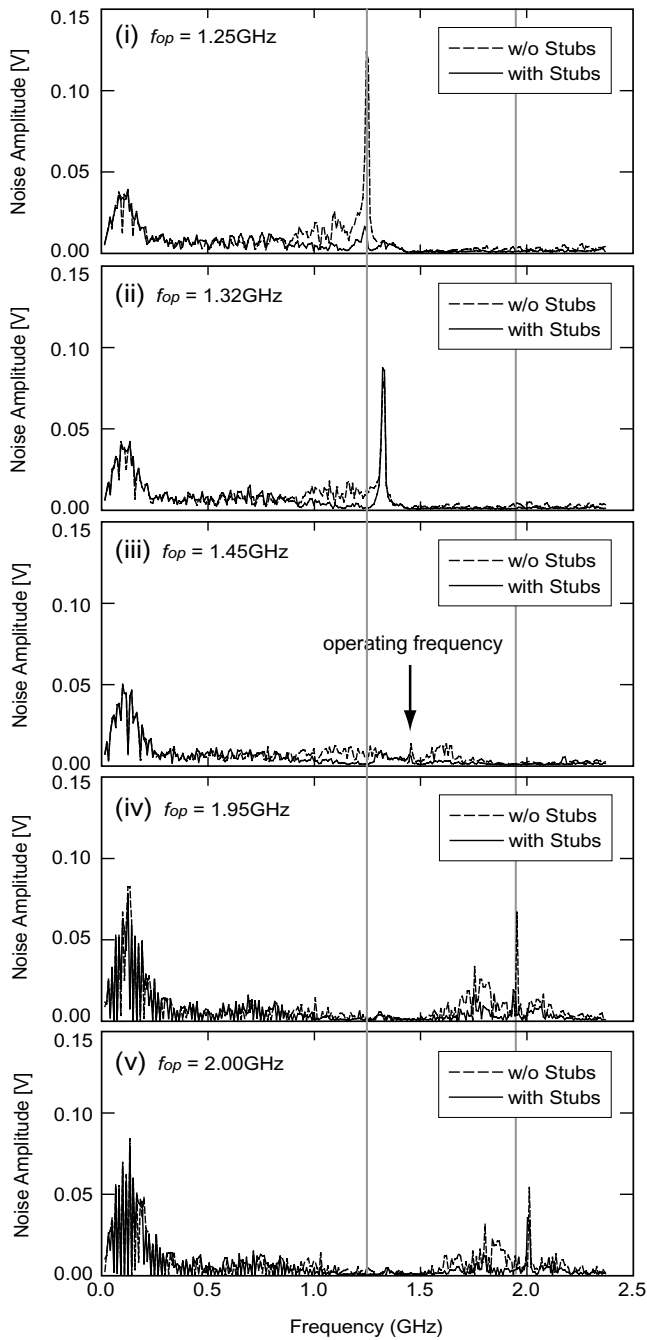 (i) fop = 1.25GHz
w/o Stubs
with Stubs
Noise Amplitude [V]
0.15
0.10
0.05
0.00
(ii) fop = 1.32GHz
w/o Stubs
with Stubs
Noise Amplitude [V]
0.15
0.10
0.05
0.00
(iii) fop = 1.45GHz
w/o Stubs
with Stubs
operating frequency
Noise Amplitude [V]
0.15
0.10
0.05
0.00
(iv) fop = 1.95GHz
w/o Stubs
with Stubs
Noise Amplitude [V]
0.15
0.10
0.05
0.00
(v) fop = 2.00GHz
w/o Stubs
with Stubs
Noise Amplitude [V]
0.15
0.10
0.05
0.00
0.0 0.5 1.0 1.5 2.0 2.5
Frequency (GHz)